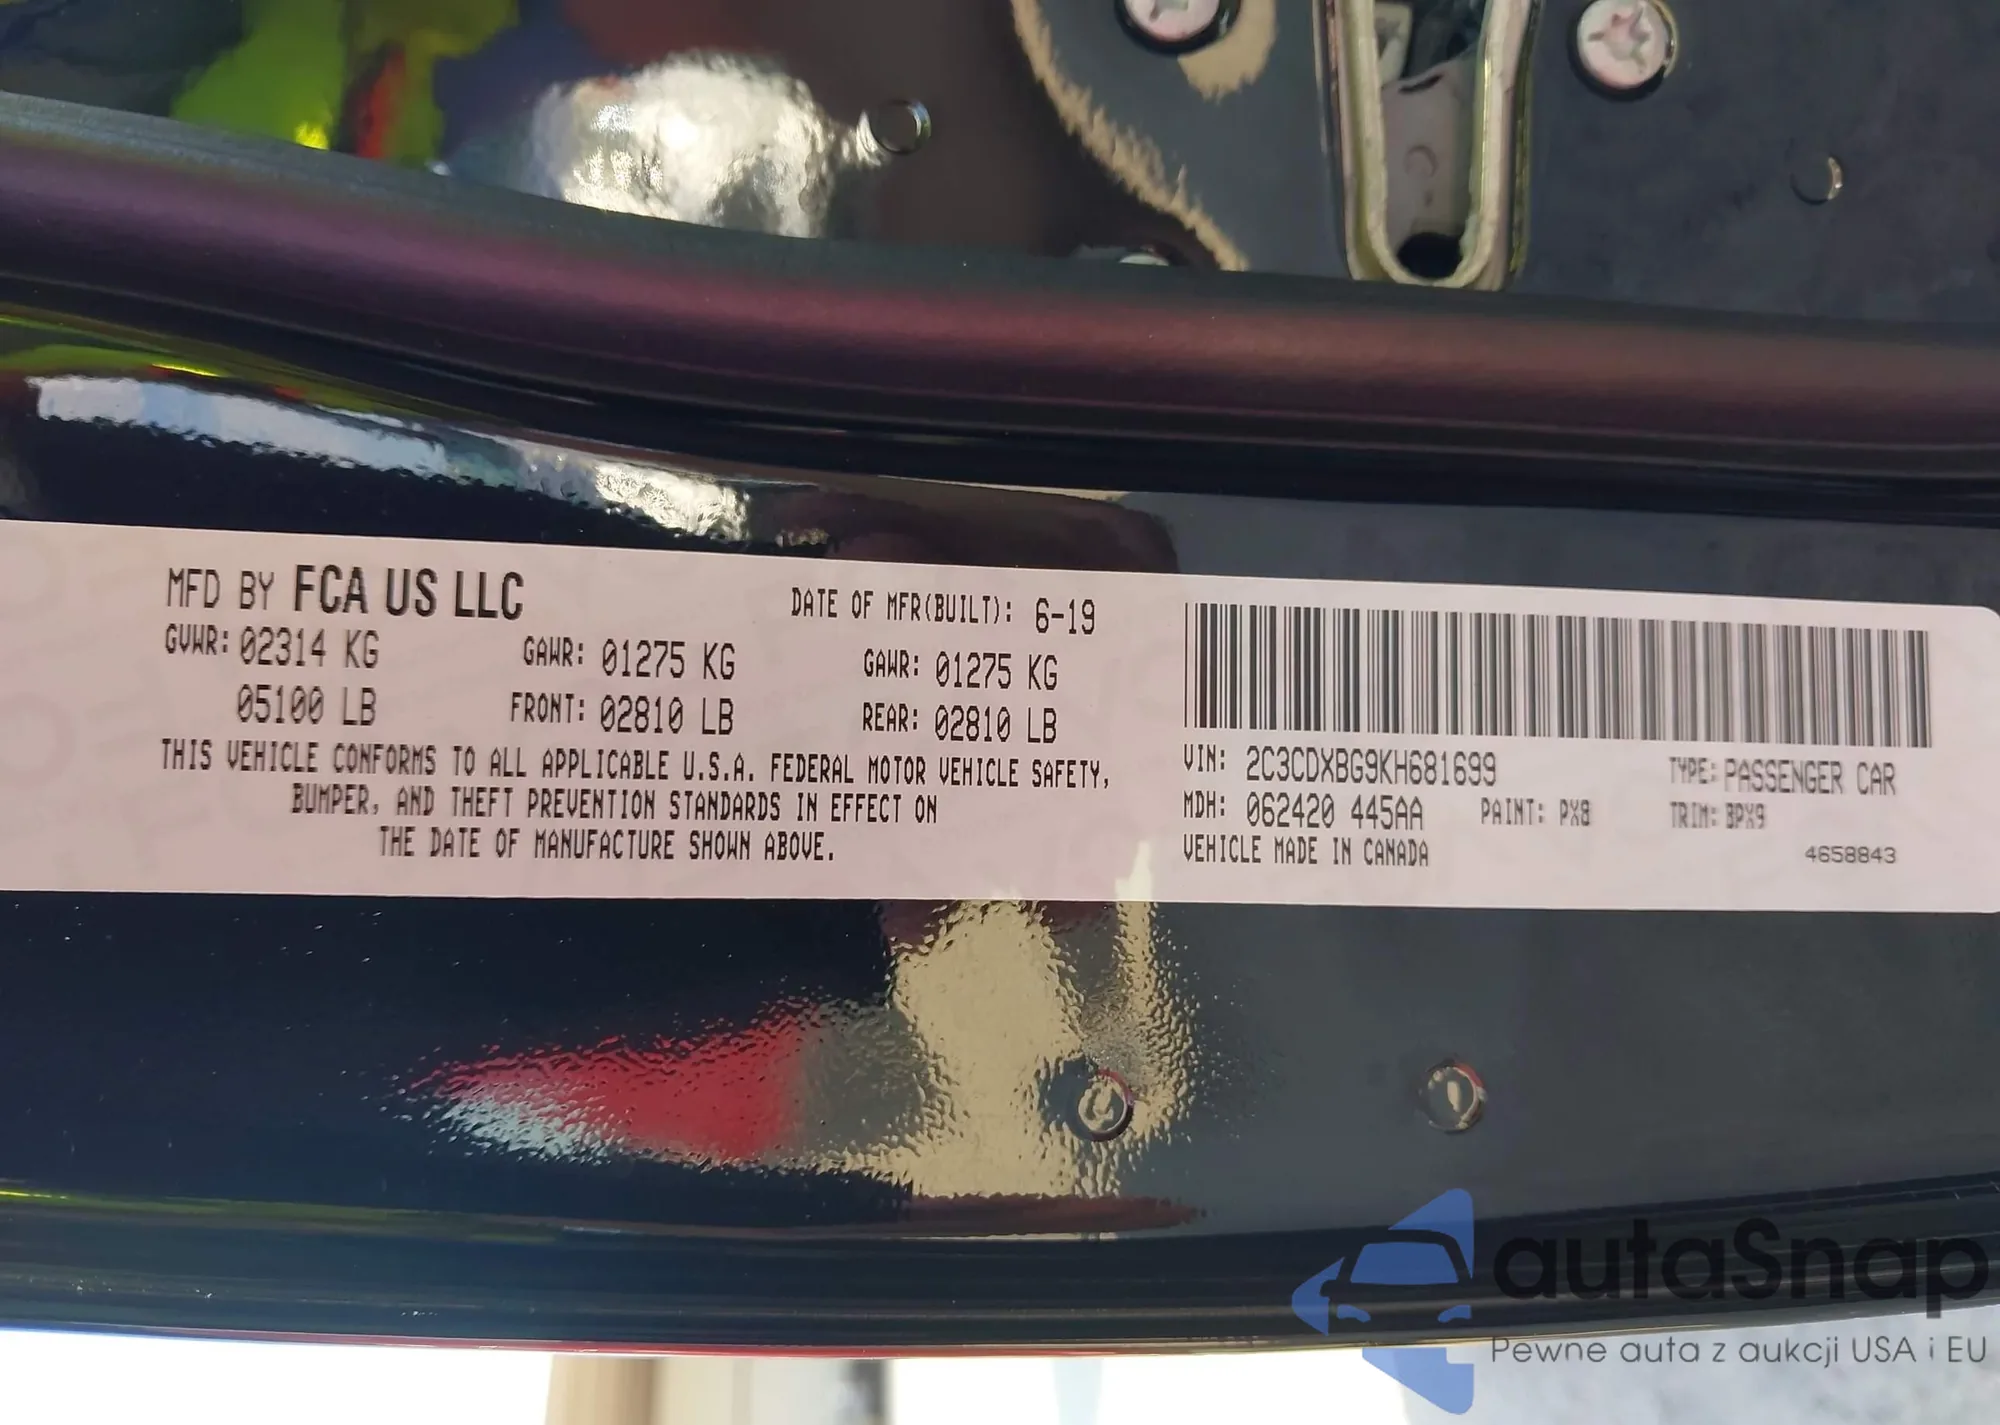 MFD BY FCA US LLC
DATE OF MFR(BUILT): 6-19
GVWR: 02314 KG GAWR: 01275 KG GAWR: 01275 KG
05100 LB FRONT: 02810 LB REAR: 02810 LB
THIS VEHICLE CONFORMS TO ALL APPLICABLE U.S.A. FEDERAL MOTOR VEHICLE SAFETY,
BUMPER, AND THEFT PREVENTION STANDARDS IN EFFECT ON
THE DATE OF MANUFACTURE SHOWN ABOVE.
VIN: 2C3CDXBG9KH681699 TYPE: PASSENGER CAR
MDH: 062420 445AA PAINT: PX8 TRIM: BPX9
VEHICLE MADE IN CANADA 4658843
autaSnap
Pewne auta z aukcji USA i EU